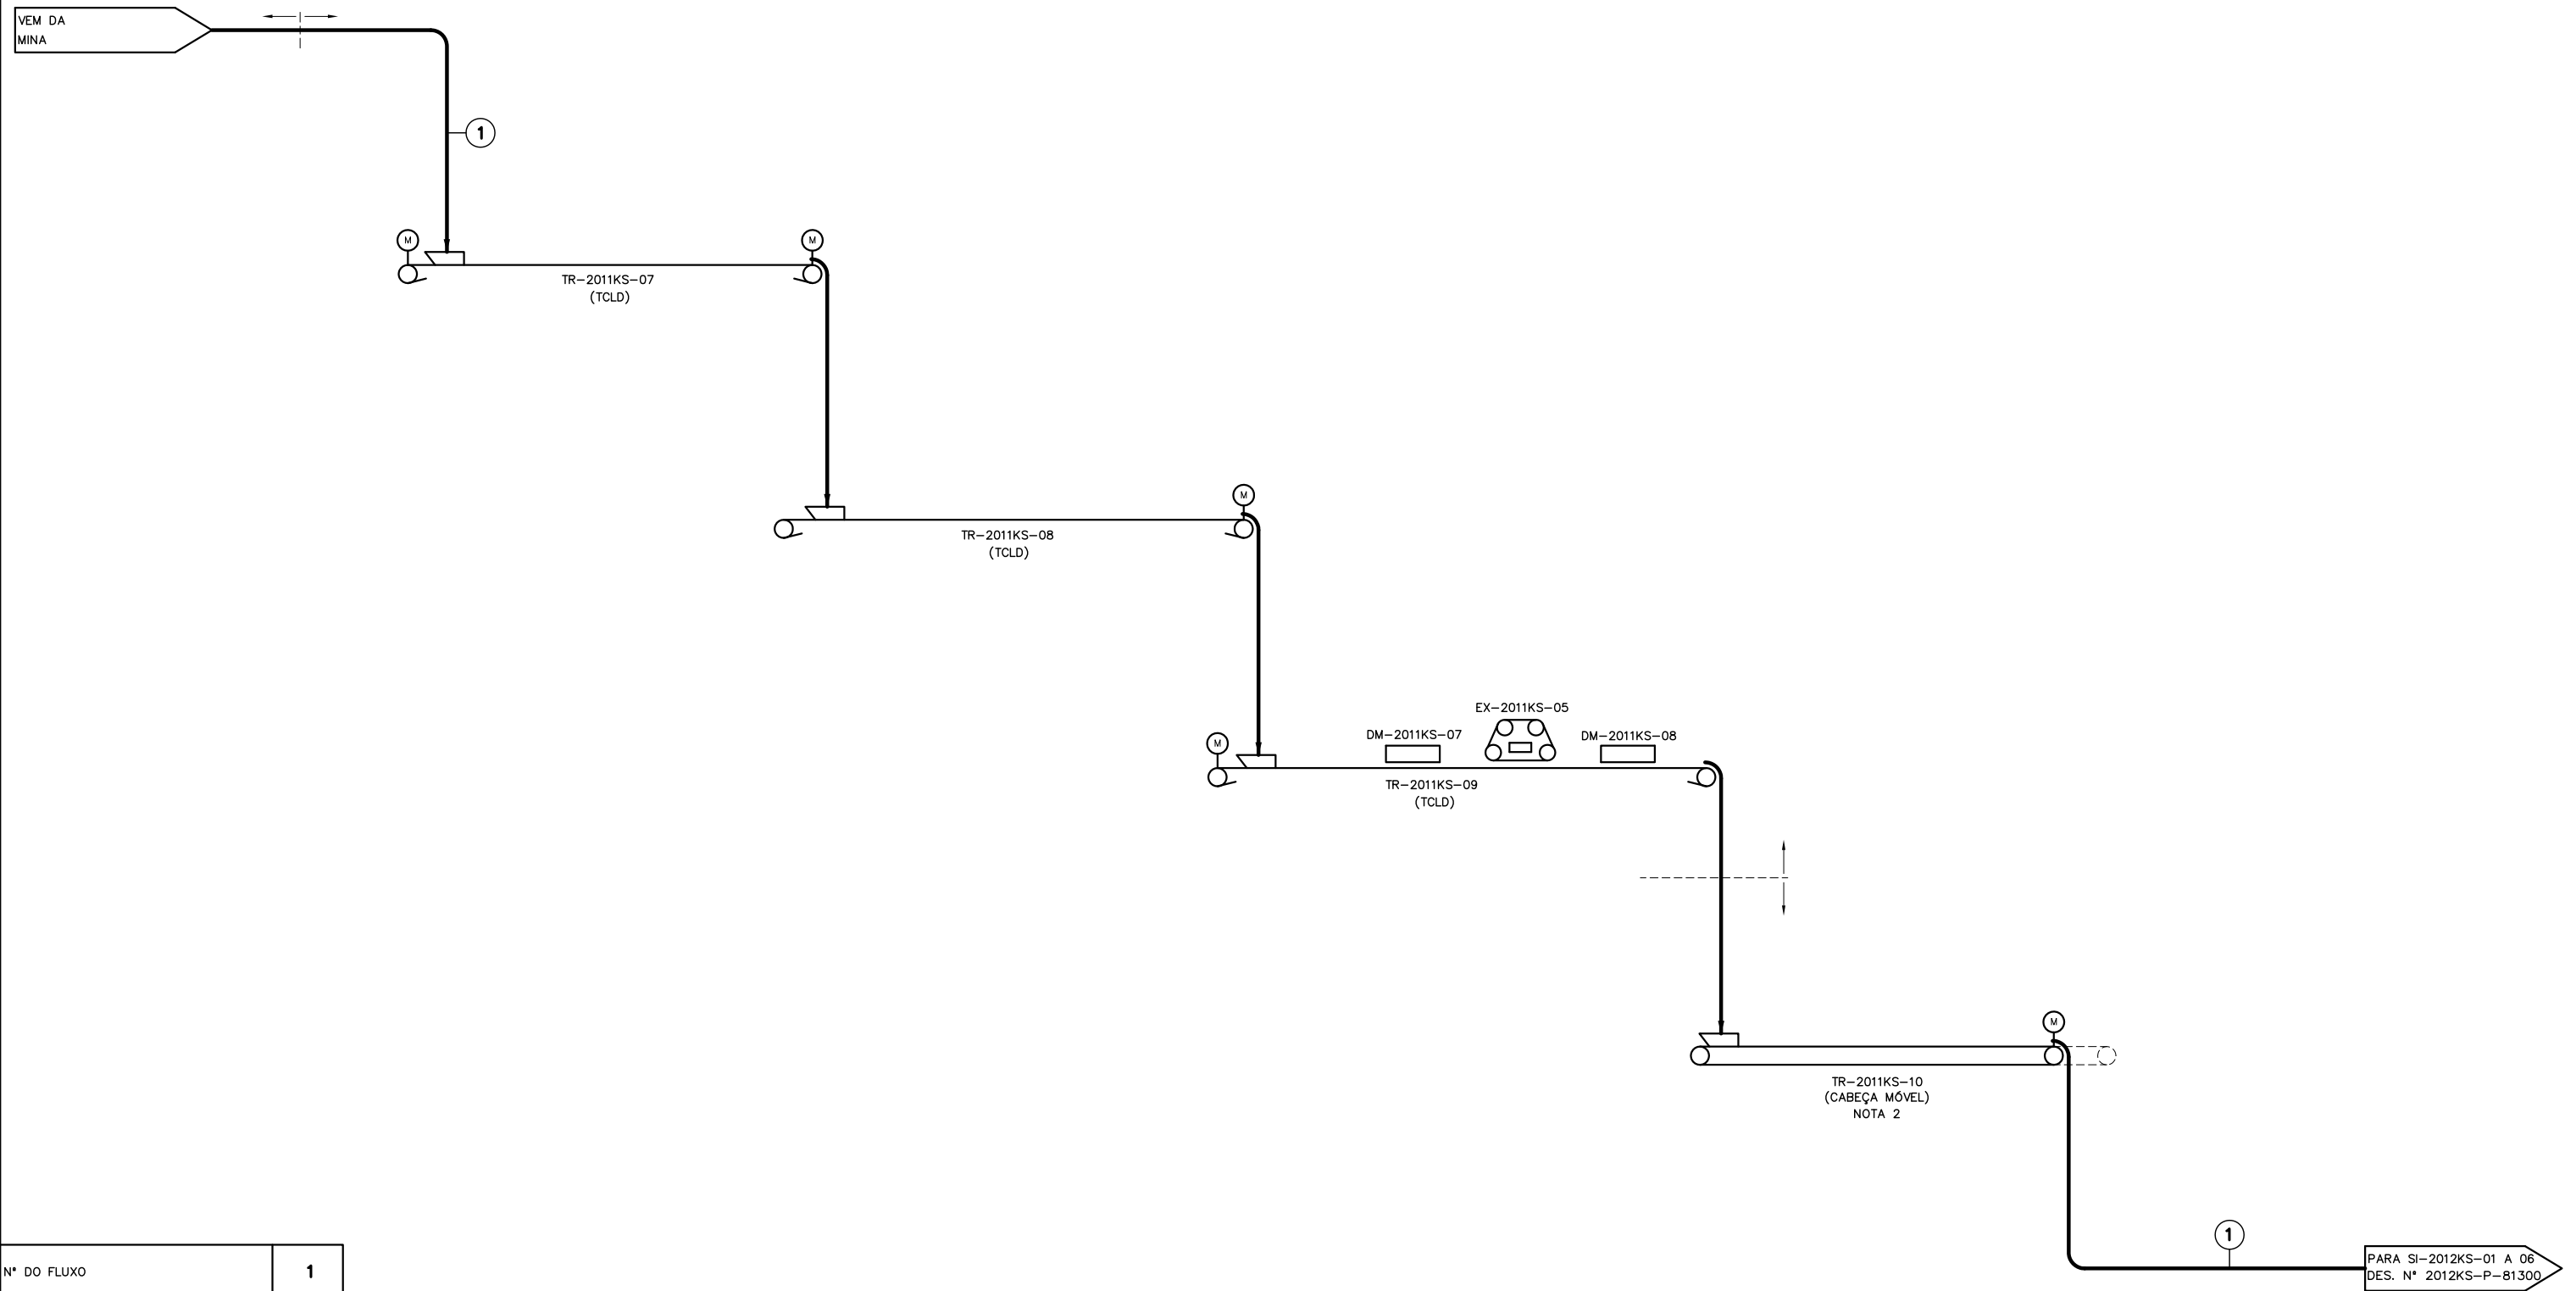 VEM DA
MINA
1
M
M
TR-2011KS-07
(TCLD)
M
TR-2011KS-08
(TCLD)
EX-2011KS-05
DM-2011KS-07
DM-2011KS-08
M
TR-2011KS-09
(TCLD)
M
TR-2011KS-10
(CABEÇA MÓVEL)
NOTA 2
1
PARA SI-2012KS-01 A 06
DES. Nº 2012KS-P-81300
Nº DO FLUXO
1